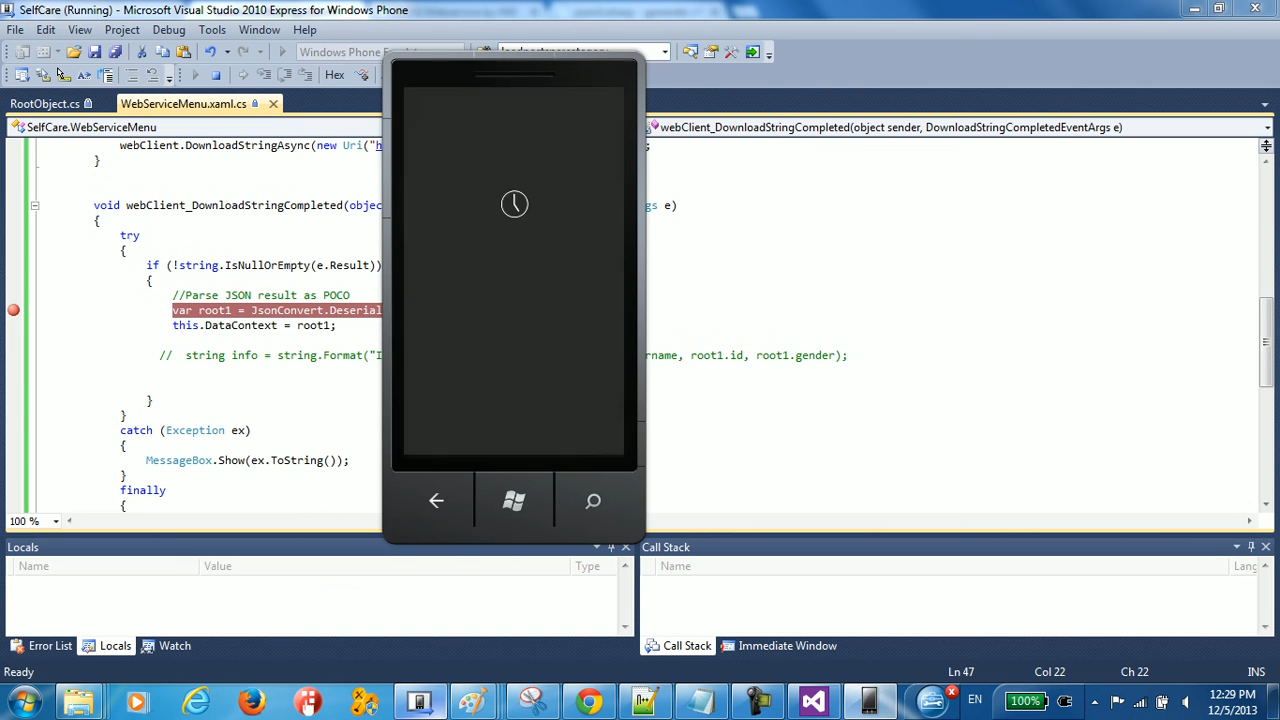 SelfCare (Running) - Microsoft Visual Studio 2010 Express for Windows Phone
File Edit View Project Debug Tools Window Help
Windows Phone E
Hex
RootObject.cs WebServiceMenu.xaml.cs
SelfCare.WebServiceMenu webClient_DownloadStringCompleted(object sender, DownloadStringCompletedEventArgs e)
webClient.DownloadStringAsync(new Uri("h ;
}
void webClient_DownloadStringCompleted(objec gs e)
{
try
{
if (!string.IsNullOrEmpty(e.Result))
{
//Parse JSON result as POCO
var root1 = JsonConvert.Deserial
this.DataContext = root1;
// string info = string.Format("I rname, root1.id, root1.gender);
}
}
catch (Exception ex)
{
MessageBox.Show(ex.ToString());
}
finally
{
100 %
Locals
Name Value Type
Call Stack
Name Lang
Error List Locals Watch
Call Stack Immediate Window
Ready Ln 47 Col 22 Ch 22 INS
EN 100% 12:29 PM
12/5/2013